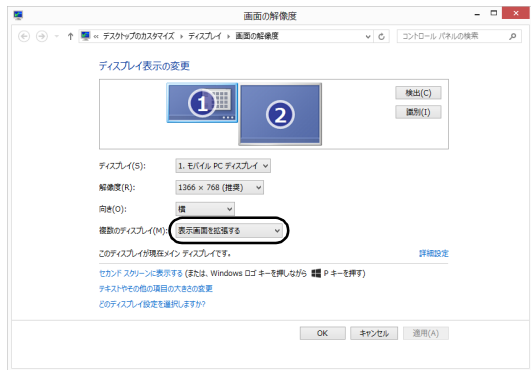 画面の解像度
« デスクトップのカスタマイズ ▸ ディスプレイ ▸ 画面の解像度
コントロール パネルの検索
ディスプレイ表示の変更
1
2
検出(C)
識別(I)
ディスプレイ(S): 1. モバイル PC ディスプレイ
解像度(R): 1366 × 768 (推奨)
向き(O): 横
複数のディスプレイ(M): 表示画面を拡張する
このディスプレイが現在メイン ディスプレイです。 詳細設定
セカンド スクリーンに表示する (または、Windows ロゴ キーを押しながら P キーを押す)
テキストやその他の項目の大きさの変更
どのディスプレイ設定を選択しますか?
OK キャンセル 適用(A)